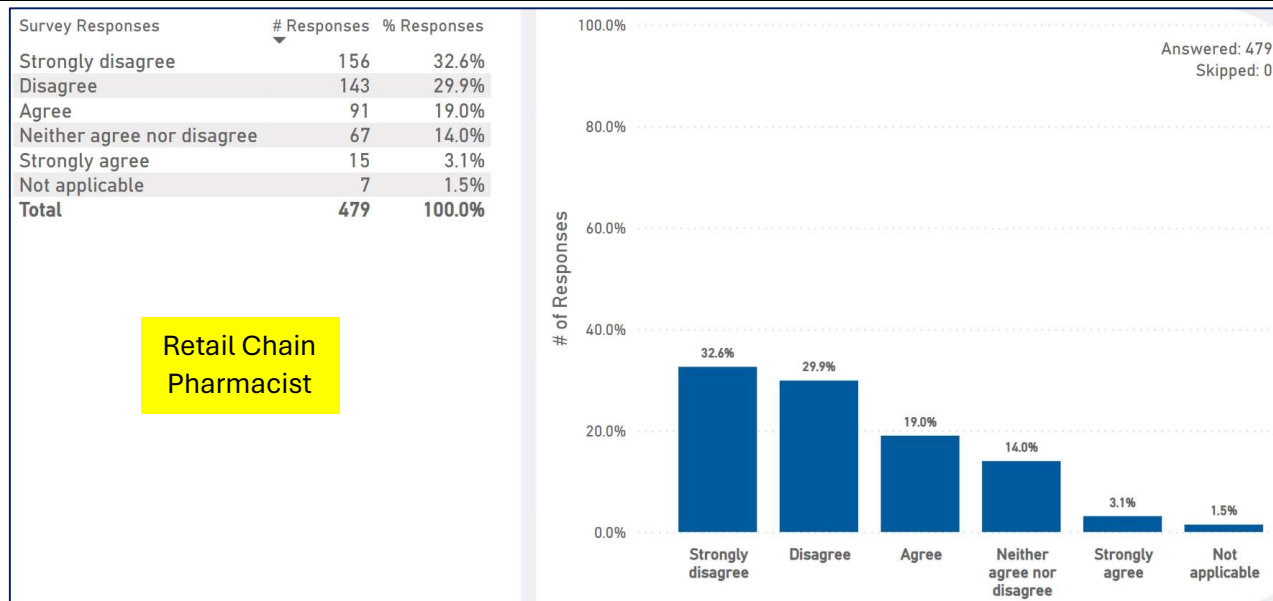 Survey Responses # Responses % Responses
Strongly disagree 156 32.6%
Disagree 143 29.9%
Agree 91 19.0%
Neither agree nor disagree 67 14.0%
Strongly agree 15 3.1%
Not applicable 7 1.5%
Total 479 100.0%
Retail Chain
Pharmacist
Answered: 479
Skipped: 0
# of Responses
100.0%
80.0%
60.0%
40.0%
20.0%
0.0%
32.6%
29.9%
19.0%
14.0%
3.1%
1.5%
Strongly
disagree
Disagree
Agree
Neither
agree nor
disagree
Strongly
agree
Not
applicable